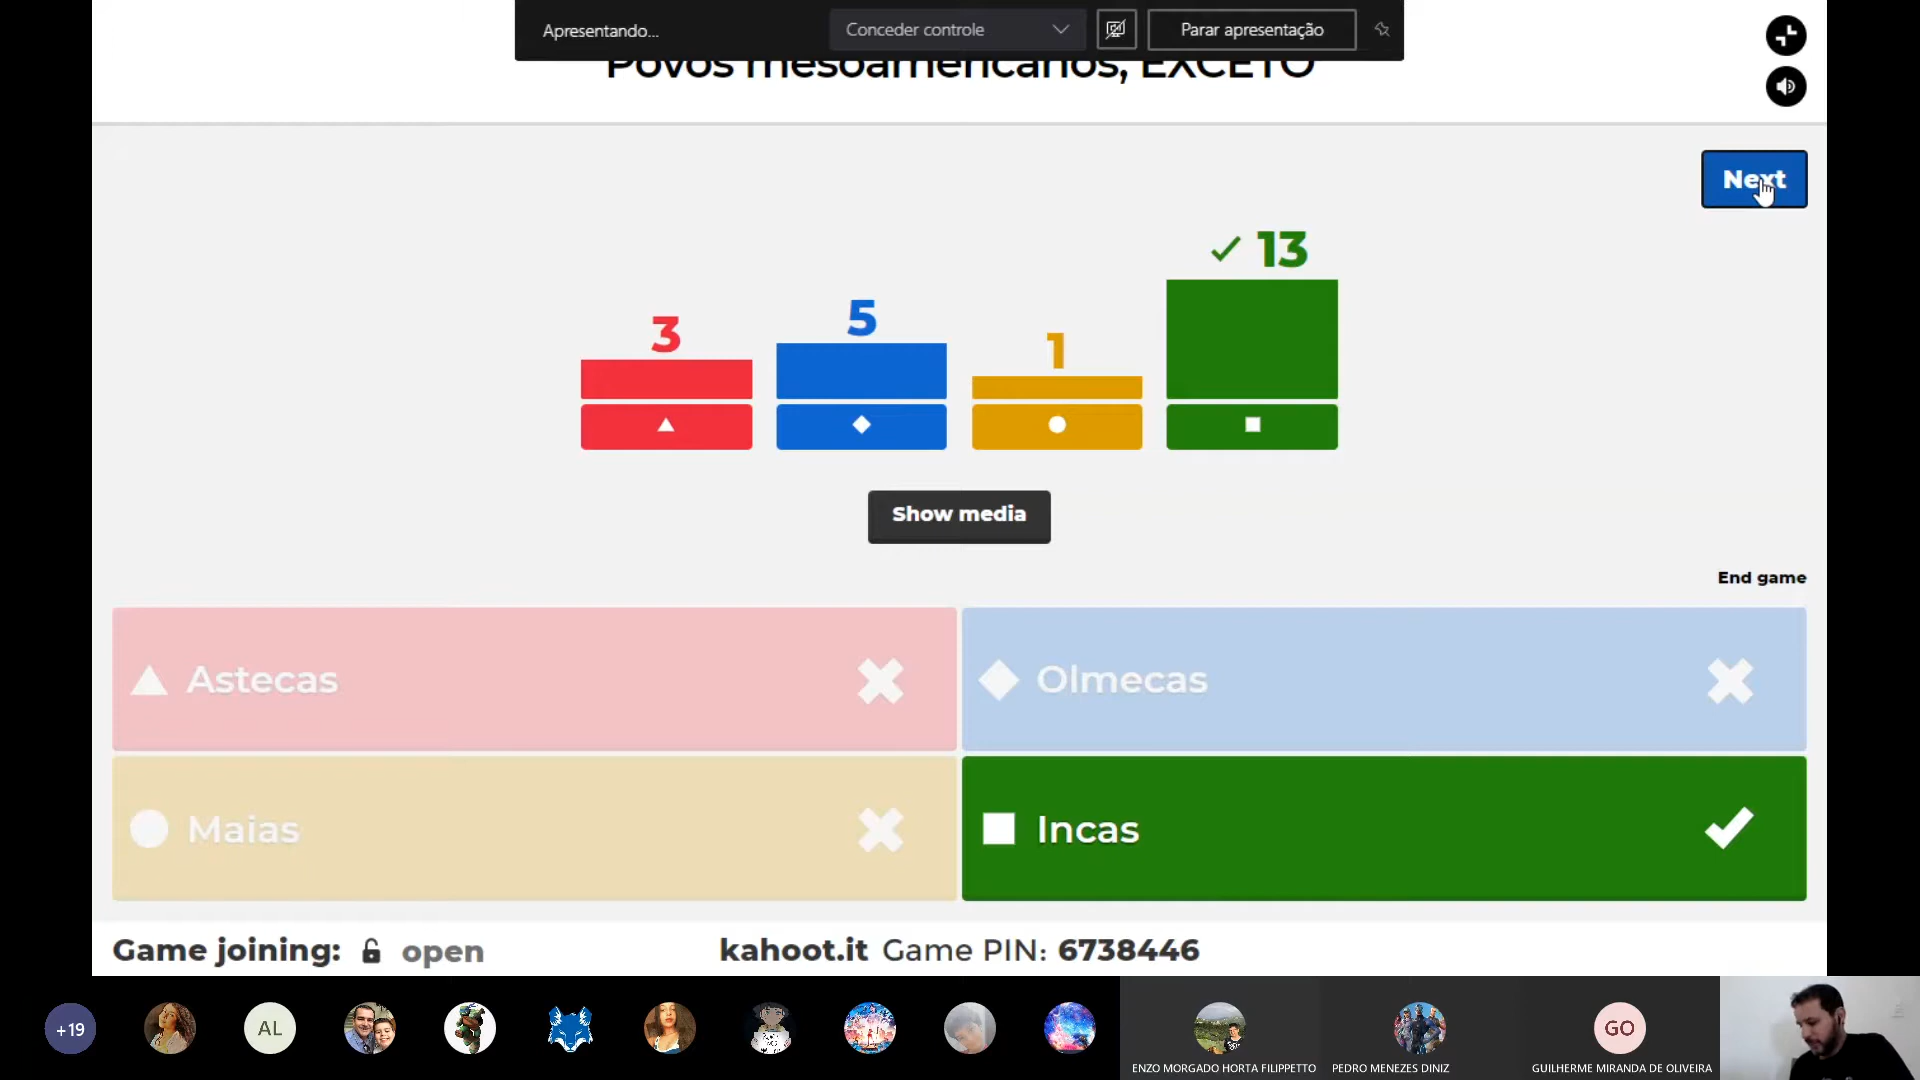 Apresentando...
Conceder controle
Parar apresentação
Povos mesoamericanos, EXCETO
Next
3
5
1
13
Show media
End game
Astecas
Olmecas
Maias
Incas
Game joining: open
kahoot.it Game PIN: 6738446
+19
AL
GO
ENZO MORGADO HORTA FILIPPETTO
PEDRO MENEZES DINIZ
GUILHERME MIRANDA DE OLIVEIRA